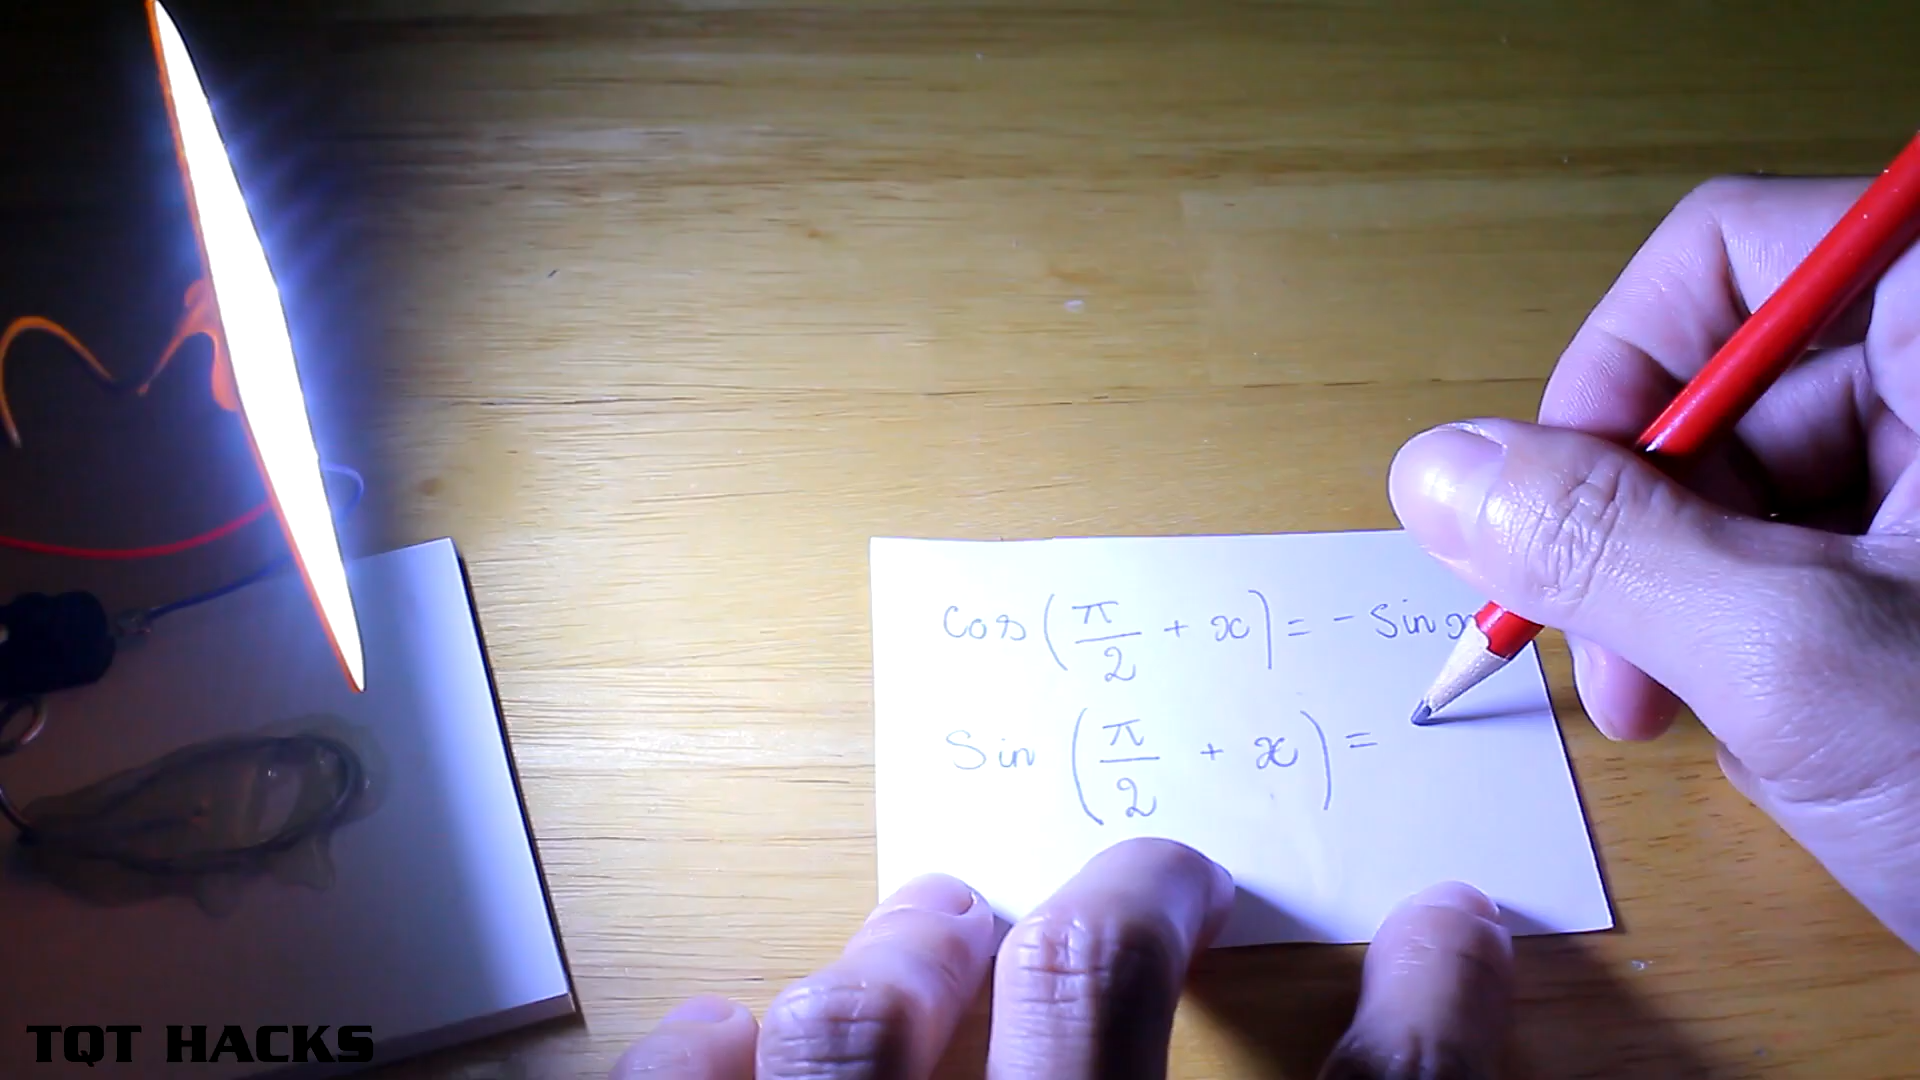 cos(π/2 + x) = - sin x
Sin (π/2 + x) =
TQT HACKS